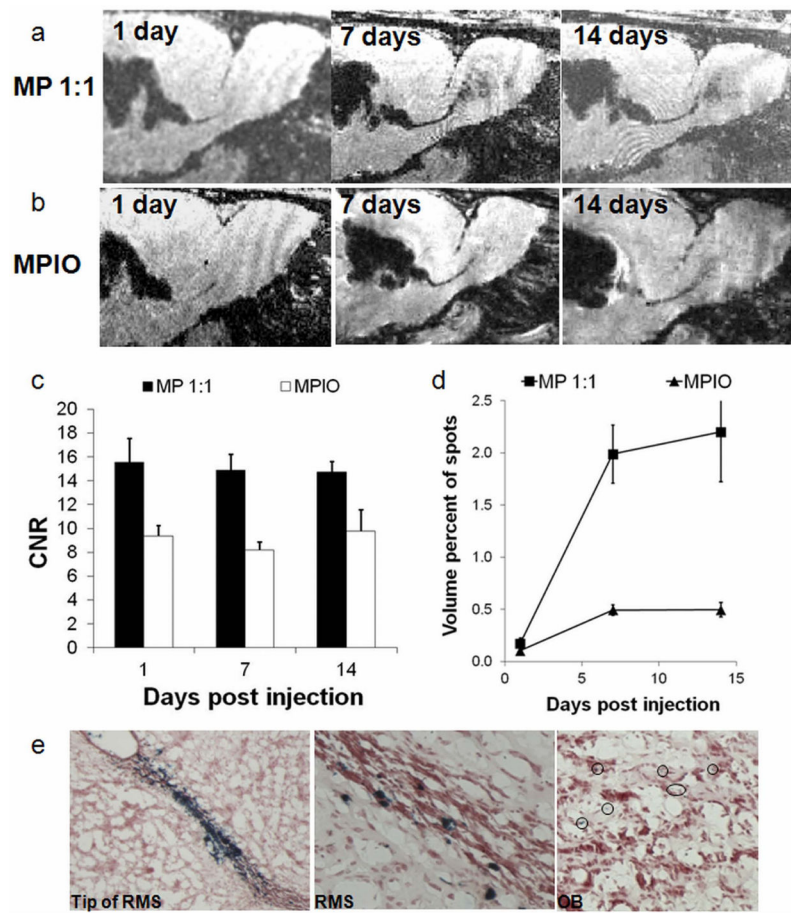 a
MP 1:1
1 day
7 days
14 days
b
MPIO
1 day
7 days
14 days
c
MP 1:1
MPIO
20
18
16
14
12
10
8
6
4
2
0
CNR
1
7
14
Days post injection
d
MP 1:1
MPIO
2.5
2.0
1.5
1.0
0.5
0.0
Volume percent of spots
0
5
10
15
Days post injection
e
Tip of RMS
RMS
OB